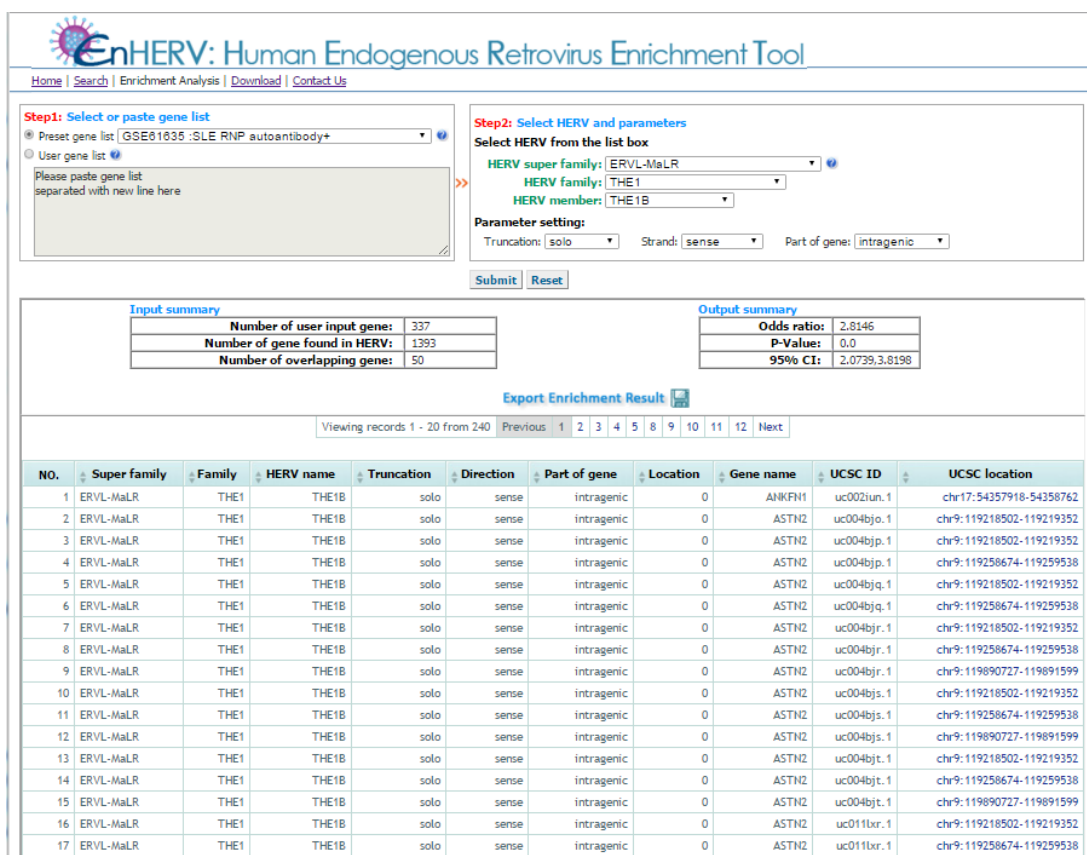 EnHERV: Human Endogenous Retrovirus Enrichment Tool
Home | Search | Enrichment Analysis | Download | Contact Us
Step1: Select or paste gene list
Preset gene list GSE61635 :SLE RNP autoantibody+
User gene list
Please paste gene list
separated with new line here
»
Step2: Select HERV and parameters
Select HERV from the list box
HERV super family: ERVL-MaLR
HERV family: THE1
HERV member: THE1B
Parameter setting:
Truncation: solo Strand: sense Part of gene: intragenic
Submit Reset
Input summary
Number of user input gene: 337
Number of gene found in HERV: 1393
Number of overlapping gene: 50
Output summary
Odds ratio: 2.8146
P-Value: 0.0
95% CI: 2.0739,3.8198
Export Enrichment Result
Viewing records 1 - 20 from 240 Previous 1 2 3 4 5 8 9 10 11 12 Next
NO. Super family Family HERV name Truncation Direction Part of gene Location Gene name UCSC ID UCSC location
1 ERVL-MaLR THE1 THE1B solo sense intragenic 0 ANKFN1 uc002iun.1 chr17:54357918-54358762
2 ERVL-MaLR THE1 THE1B solo sense intragenic 0 ASTN2 uc004bjo.1 chr9:119218502-119219352
3 ERVL-MaLR THE1 THE1B solo sense intragenic 0 ASTN2 uc004bjp.1 chr9:119218502-119219352
4 ERVL-MaLR THE1 THE1B solo sense intragenic 0 ASTN2 uc004bjp.1 chr9:119258674-119259538
5 ERVL-MaLR THE1 THE1B solo sense intragenic 0 ASTN2 uc004bjq.1 chr9:119218502-119219352
6 ERVL-MaLR THE1 THE1B solo sense intragenic 0 ASTN2 uc004bjq.1 chr9:119258674-119259538
7 ERVL-MaLR THE1 THE1B solo sense intragenic 0 ASTN2 uc004bjr.1 chr9:119218502-119219352
8 ERVL-MaLR THE1 THE1B solo sense intragenic 0 ASTN2 uc004bjr.1 chr9:119258674-119259538
9 ERVL-MaLR THE1 THE1B solo sense intragenic 0 ASTN2 uc004bjr.1 chr9:119890727-119891599
10 ERVL-MaLR THE1 THE1B solo sense intragenic 0 ASTN2 uc004bjs.1 chr9:119218502-119219352
11 ERVL-MaLR THE1 THE1B solo sense intragenic 0 ASTN2 uc004bjs.1 chr9:119258674-119259538
12 ERVL-MaLR THE1 THE1B solo sense intragenic 0 ASTN2 uc004bjs.1 chr9:119890727-119891599
13 ERVL-MaLR THE1 THE1B solo sense intragenic 0 ASTN2 uc004bjt.1 chr9:119218502-119219352
14 ERVL-MaLR THE1 THE1B solo sense intragenic 0 ASTN2 uc004bjt.1 chr9:119258674-119259538
15 ERVL-MaLR THE1 THE1B solo sense intragenic 0 ASTN2 uc004bjt.1 chr9:119890727-119891599
16 ERVL-MaLR THE1 THE1B solo sense intragenic 0 ASTN2 uc011lxr.1 chr9:119218502-119219352
17 ERVL-MaLR THE1 THE1B solo sense intragenic 0 ASTN2 uc011lxr.1 chr9:119258674-119259538